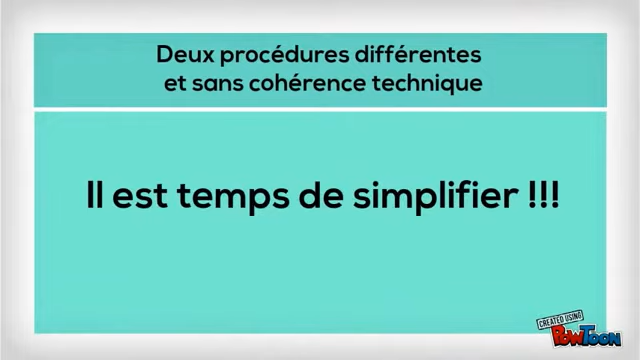 Deux procédures différentes
et sans cohérence technique
Il est temps de simplifier !!!
CREATED USING
POWTOON